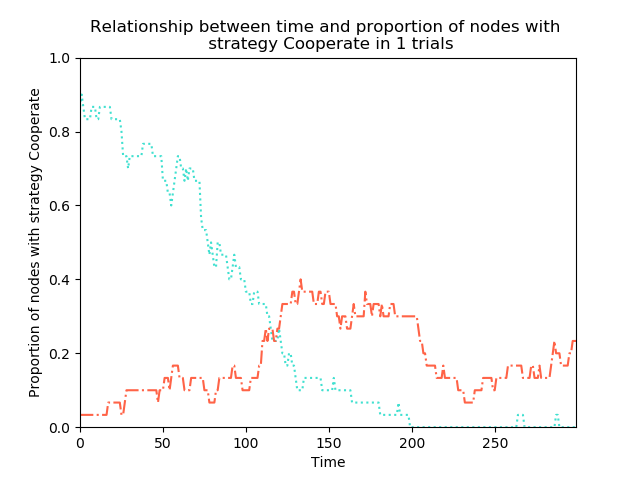 Relationship between time and proportion of nodes with
strategy Cooperate in 1 trials
Proportion of nodes with strategy Cooperate
1.0
0.8
0.6
0.4
0.2
0.0
0 50 100 150 200 250
Time